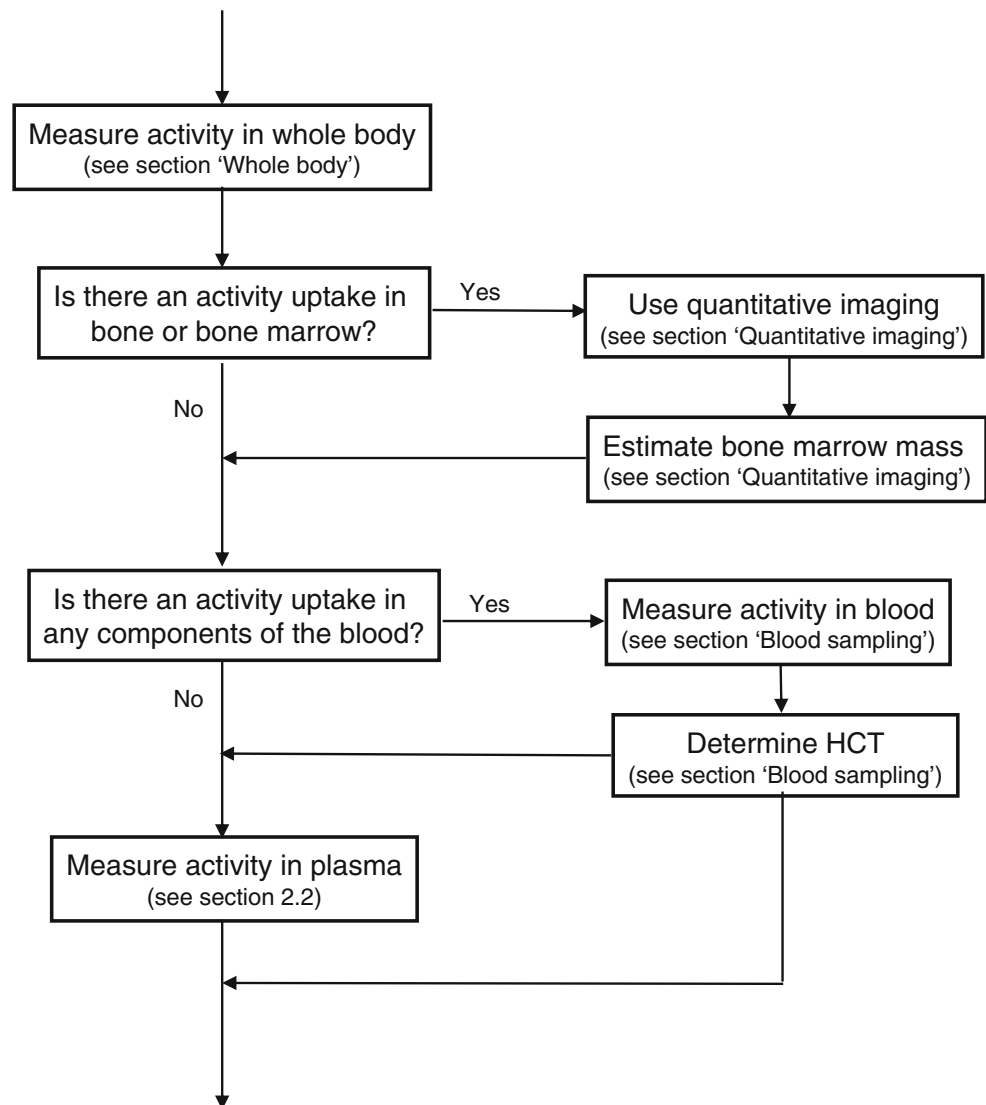 Measure activity in whole body
(see section ‘Whole body’)
Is there an activity uptake in
bone or bone marrow?
Yes
Use quantitative imaging
(see section ‘Quantitative imaging’)
No
Estimate bone marrow mass
(see section ‘Quantitative imaging’)
Is there an activity uptake in
any components of the blood?
Yes
Measure activity in blood
(see section ‘Blood sampling’)
No
Determine HCT
(see section ‘Blood sampling’)
Measure activity in plasma
(see section 2.2)